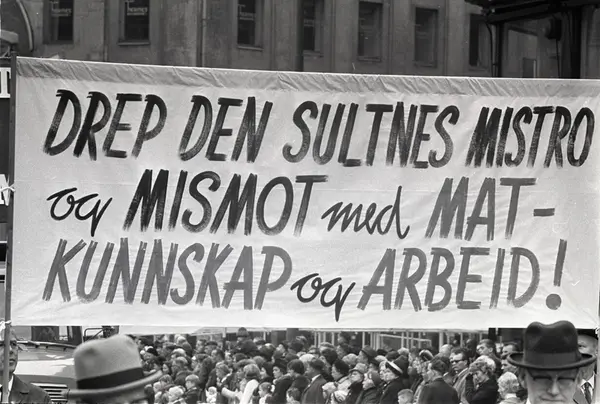 DREP DEN SULTNES MISTRO
og MISMOT med MAT-
KUNNSKAP og ARBEID!